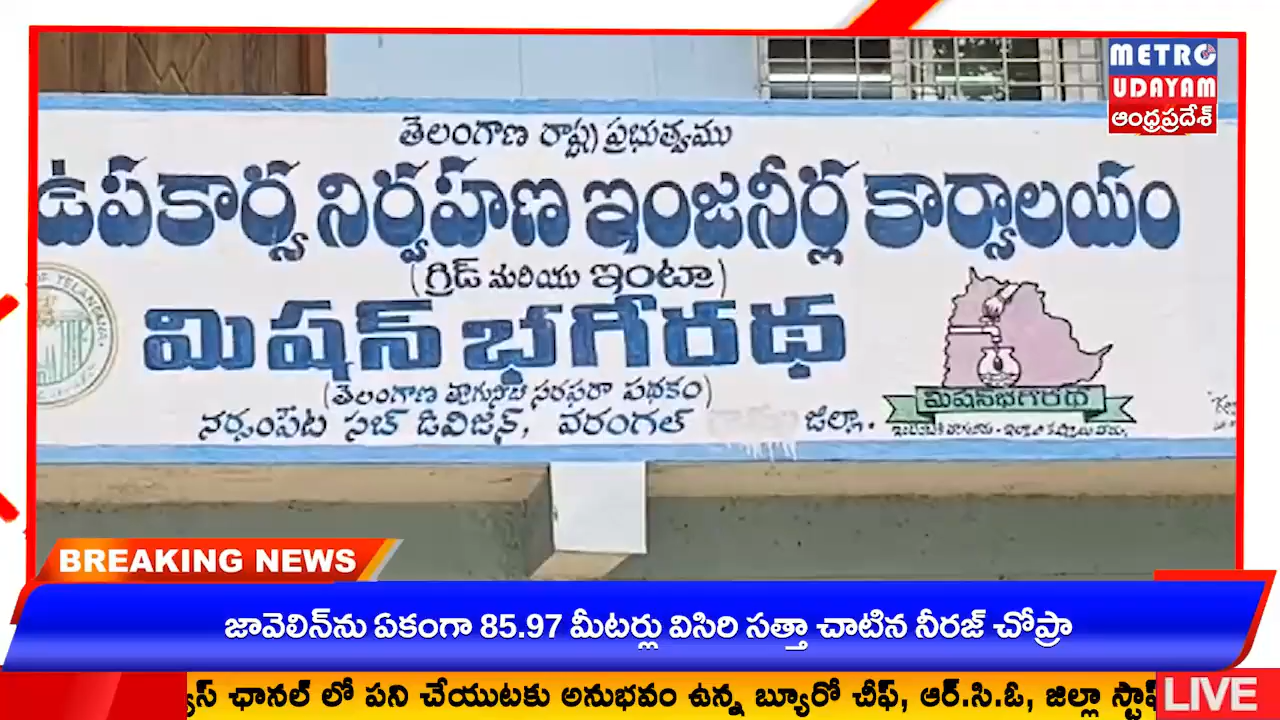 METRO
UDAYAM
ఆంధ్రప్రదేశ్
తెలంగాణ రాష్ట్ర ప్రభుత్వము
ఉపకార్య నిర్వహణ ఇంజనీర్ల కార్యాలయం
(గ్రిడ్ మరియు ఇంటా)
మిషన్ భగీరథ
(తెలంగాణ త్రాగునీటి సరఫరా పథకం)
నర్సంపేట సబ్ డివిజన్, వరంగల్ జిల్లా.
మిషన్ భగీరథ
BREAKING NEWS
జావెలిన్‌ను ఏకంగా 85.97 మీటర్లు విసిరి సత్తా చాటిన నీరజ్ చోప్రా
ఛానల్ లో పని చేయుటకు అనుభవం ఉన్న బ్యూరో చీఫ్, ఆర్.సి.ఓ, జిల్లా
LIVE